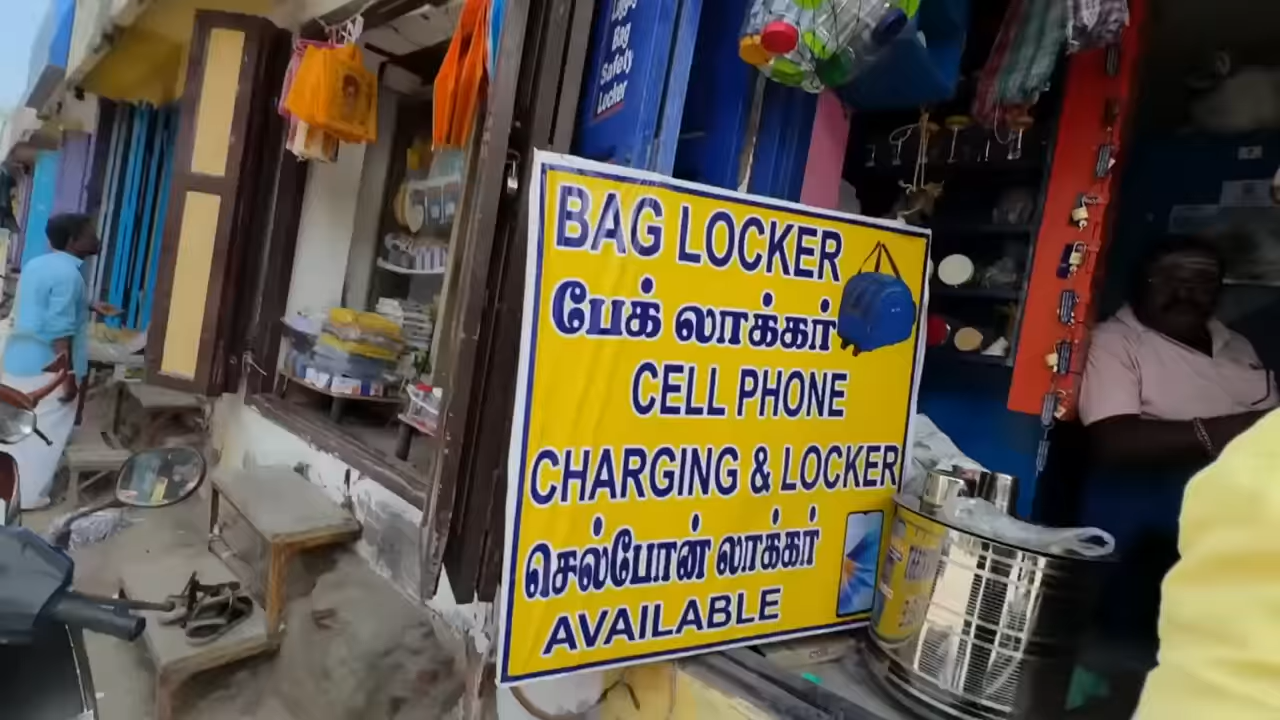 Bag
Safety
Locker
BAG LOCKER
பேக் லாக்கர்
CELL PHONE
CHARGING & LOCKER
செல்போன் லாக்கர்
AVAILABLE